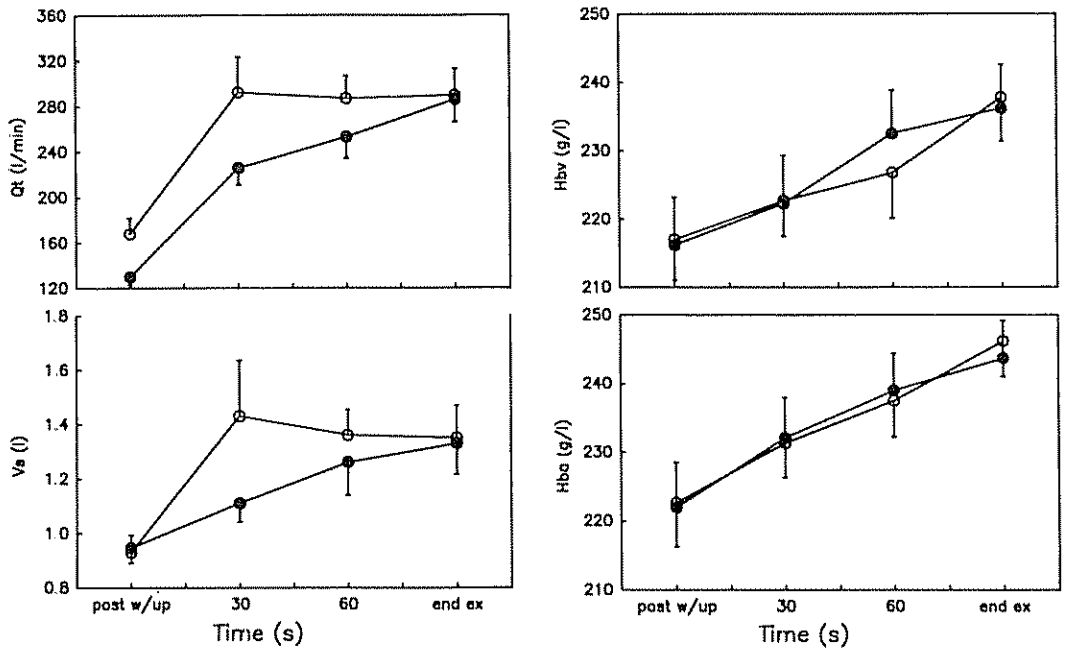 360
320
280
240
200
160
120
Qt (l/min)
250
240
230
220
210
Hbv (g/l)
1.8
1.6
1.4
1.2
1.0
0.8
Vs (l)
post w/up 30 60 end ex
Time (s)
250
240
230
220
210
Hba (g/l)
post w/up 30 60 end ex
Time (s)